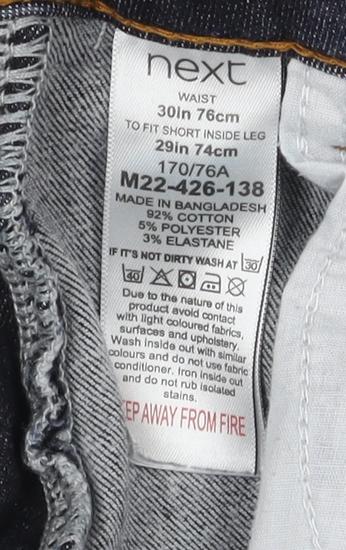 next
WAIST
30in 76cm
TO FIT SHORT INSIDE LEG
29in 74cm
170/76A
M22-426-138
MADE IN BANGLADESH
92% COTTON
5% POLYESTER
3% ELASTANE
IF IT'S NOT DIRTY WASH AT 30
40
Due to the nature of this
product avoid contact
with light coloured fabrics,
surfaces and upholstery.
Wash inside out with similar
colours and do not use fabric
conditioner. Iron inside out
and do not rub isolated
stains.
EP AWAY FROM FIRE